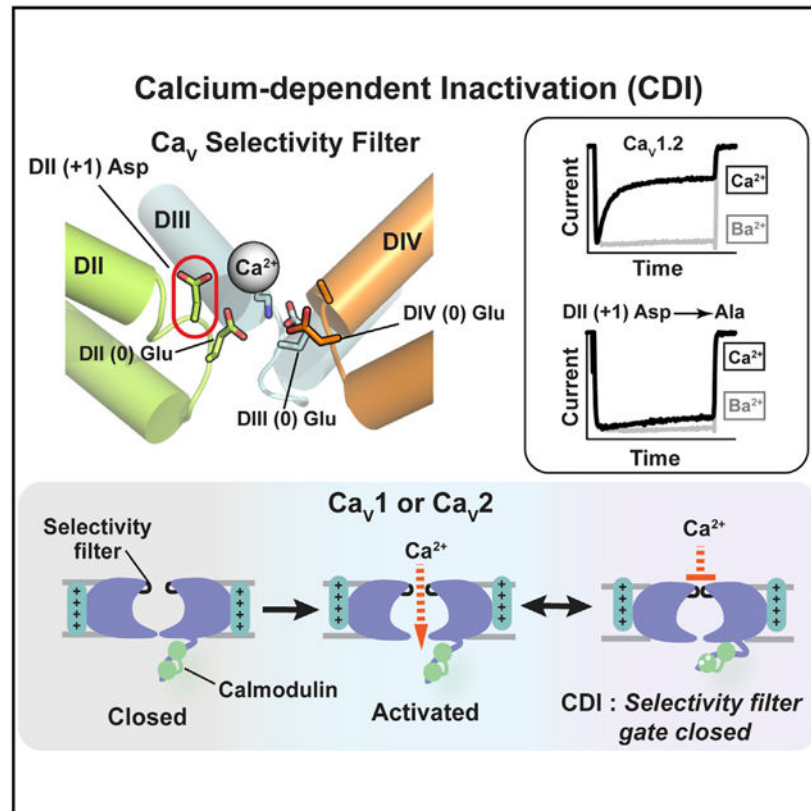 Calcium-dependent Inactivation (CDI)
Caᵥ Selectivity Filter
DII (+1) Asp
DIII
DII
Ca²⁺
DIV
DII (0) Glu
DIV (0) Glu
DIII (0) Glu
Caᵥ1.2
Current
Ca²⁺
Ba²⁺
Time
DII (+1) Asp → Ala
Current
Ca²⁺
Ba²⁺
Time
Caᵥ1 or Caᵥ2
Selectivity
filter
Ca²⁺
Ca²⁺
+ + + +
+ + + +
+ + + +
+ + + +
+ + + +
+ + + +
Calmodulin
Closed
Activated
CDI : Selectivity filter
gate closed